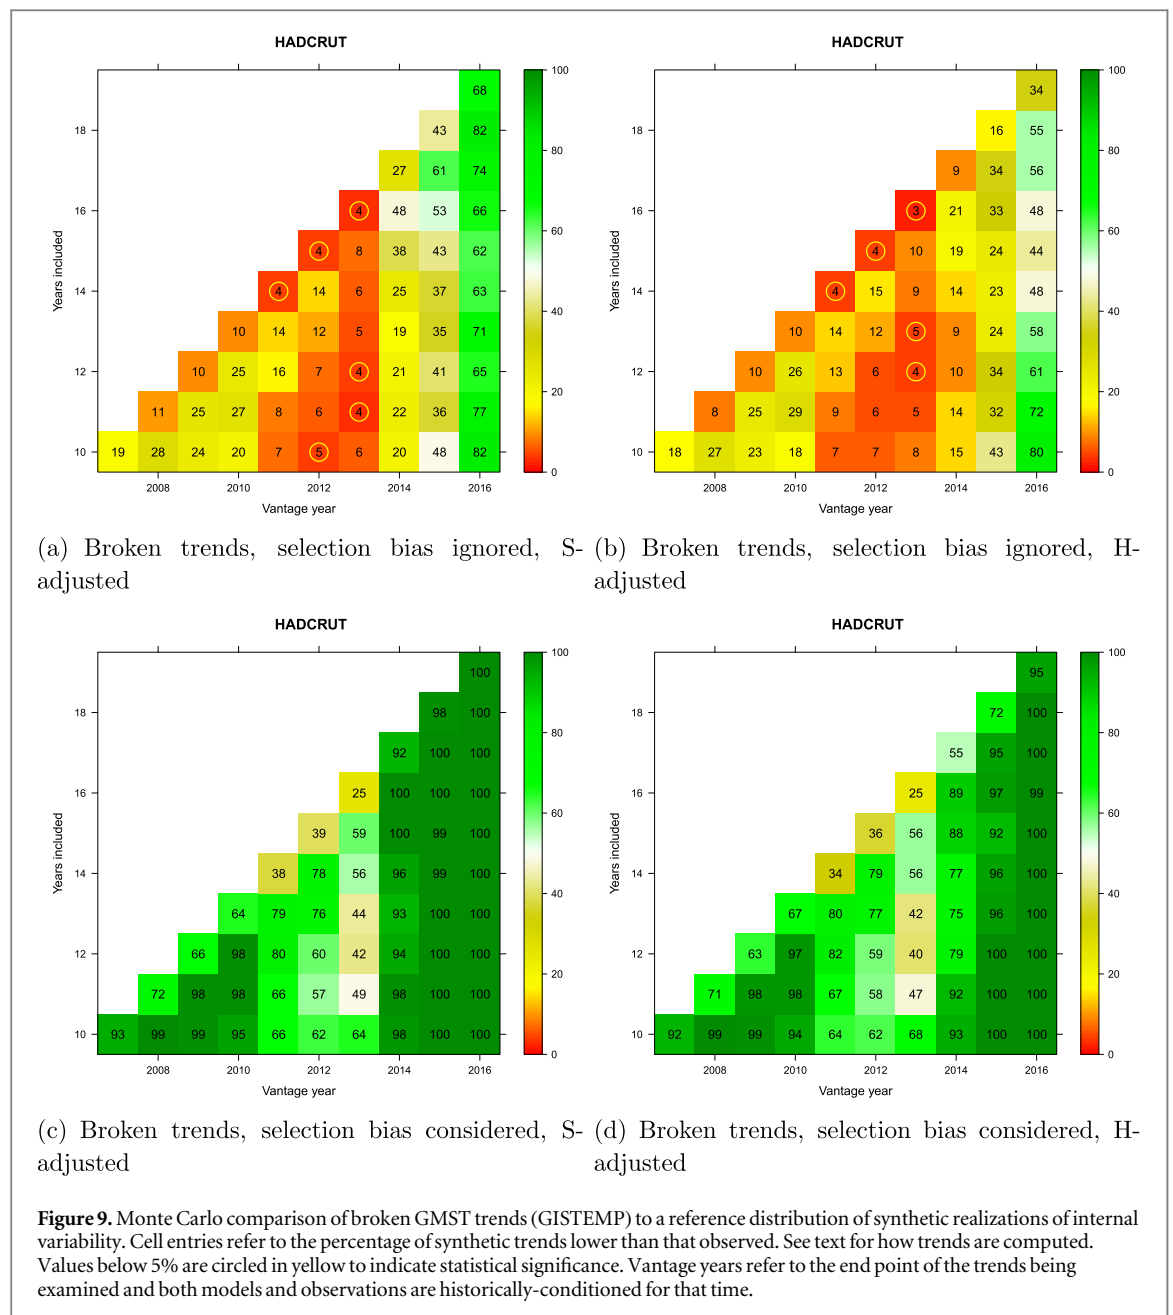 HADCRUT
68
43 82
27 61 74
4 48 53 66
4 8 38 43 62
4 14 6 25 37 63
10 14 12 5 19 35 71
10 25 16 7 4 21 41 65
11 25 27 8 6 4 22 36 77
19 28 24 20 7 5 6 20 48 82
18
16
14
12
10
Years included
2008 2010 2012 2014 2016
Vantage year
100
80
60
40
20
0
(a) Broken trends, selection bias ignored, S-
adjusted
HADCRUT
34
16 55
9 34 56
3 21 33 48
4 10 19 24 44
4 15 9 14 23 48
10 14 12 5 9 24 58
10 26 13 6 4 10 34 61
8 25 29 9 6 5 14 32 72
18 27 23 18 7 7 8 15 43 80
18
16
14
12
10
Years included
2008 2010 2012 2014 2016
Vantage year
100
80
60
40
20
0
(b) Broken trends, selection bias ignored, H-
adjusted
HADCRUT
100
98 100
92 100 100
25 100 100 100
39 59 100 99 100
38 78 56 96 99 100
64 79 76 44 93 100 100
66 98 80 60 42 94 100 100
72 98 98 66 57 49 98 100 100
93 99 99 95 66 62 64 98 100 100
18
16
14
12
10
Years included
2008 2010 2012 2014 2016
Vantage year
100
80
60
40
20
0
(c) Broken trends, selection bias considered, S-
adjusted
HADCRUT
95
72 100
55 95 100
25 89 97 99
36 56 88 92 100
34 79 56 77 96 100
67 80 77 42 75 96 100
63 97 82 59 40 79 100 100
71 98 98 67 58 47 92 100 100
92 99 99 94 64 62 68 93 100 100
18
16
14
12
10
Years included
2008 2010 2012 2014 2016
Vantage year
100
80
60
40
20
0
(d) Broken trends, selection bias considered, H-
adjusted
Figure 9. Monte Carlo comparison of broken GMST trends (GISTEMP) to a reference distribution of synthetic realizations of internal
variability. Cell entries refer to the percentage of synthetic trends lower than that observed. See text for how trends are computed.
Values below 5% are circled in yellow to indicate statistical significance. Vantage years refer to the end point of the trends being
examined and both models and observations are historically-conditioned for that time.